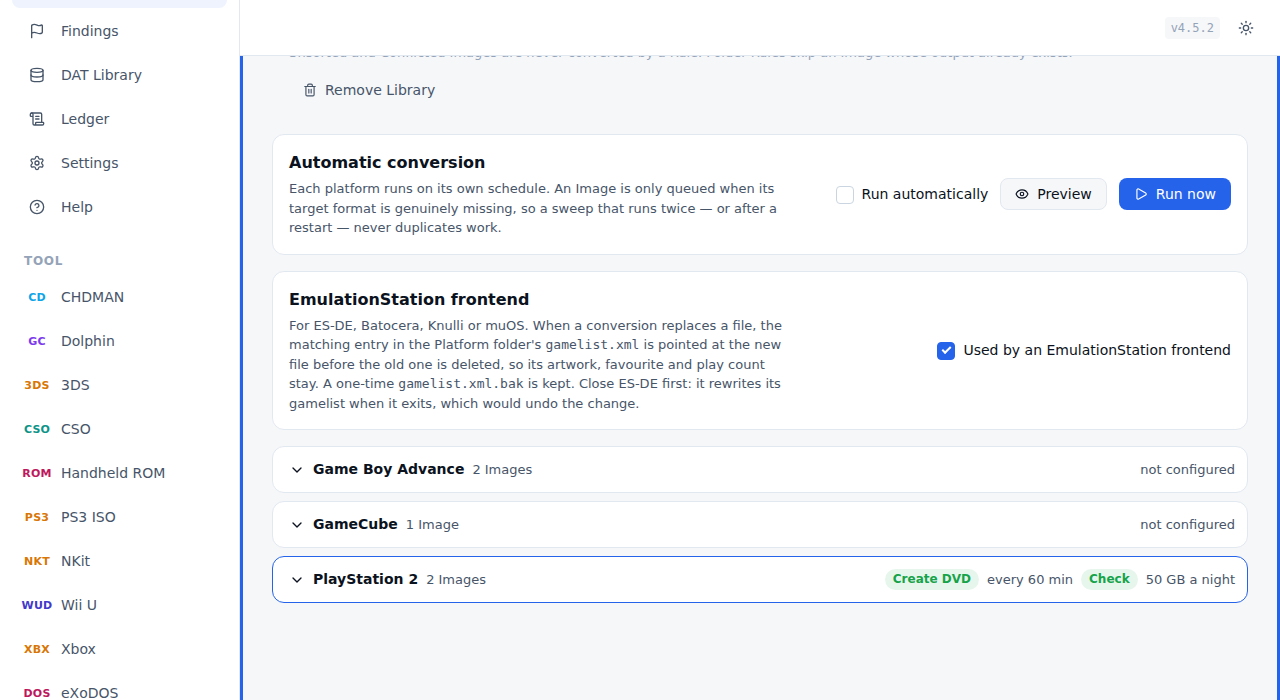 Findings
DAT Library
Ledger
Settings
Help
TOOL
CD CHDMAN
GC Dolphin
3DS 3DS
CSO CSO
ROM Handheld ROM
PS3 PS3 ISO
NKT NKit
WUD Wii U
XBX Xbox
DOS eXoDOS
v4.5.2
Remove Library
Automatic conversion
Each platform runs on its own schedule. An Image is only queued when its
target format is genuinely missing, so a sweep that runs twice — or after a
restart — never duplicates work.
Run automatically
Preview
Run now
EmulationStation frontend
For ES-DE, Batocera, Knulli or muOS. When a conversion replaces a file, the
matching entry in the Platform folder's gamelist.xml is pointed at the new
file before the old one is deleted, so its artwork, favourite and play count
stay. A one-time gamelist.xml.bak is kept. Close ES-DE first: it rewrites its
gamelist when it exits, which would undo the change.
Used by an EmulationStation frontend
Game Boy Advance 2 Images not configured
GameCube 1 Image not configured
PlayStation 2 2 Images Create DVD every 60 min Check 50 GB a night